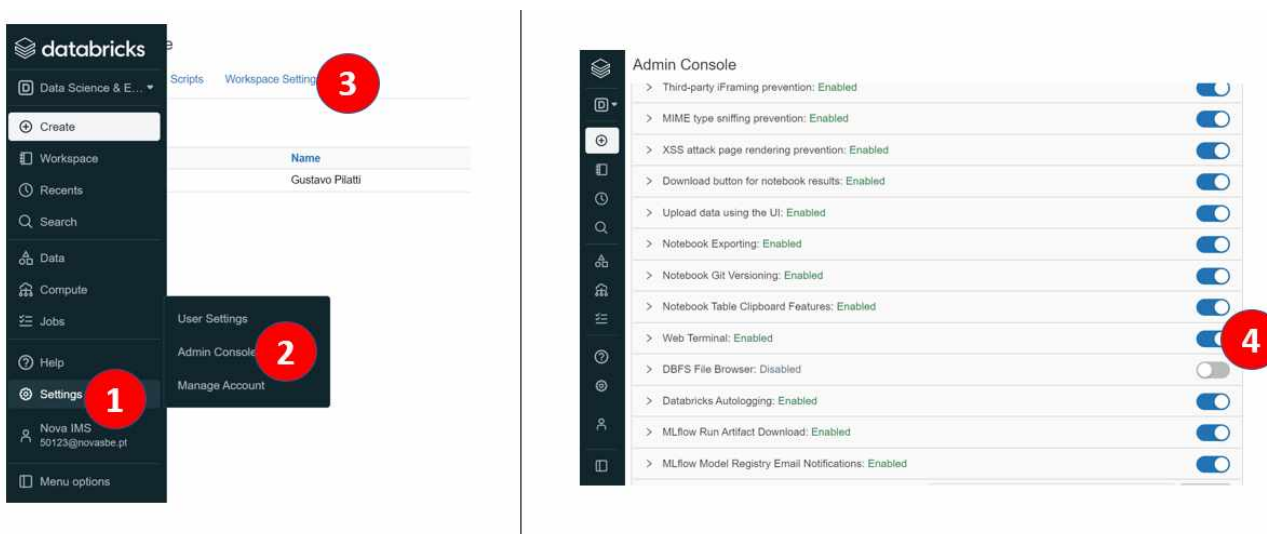 databricks
e
D Data Science & E...
Scripts Workspace Setting
3
Create
Workspace
Name
Gustavo Pilatti
Recents
Search
Data
Compute
Jobs
User Settings
Admin Console
2
Manage Account
Help
Settings
1
Nova IMS
50123@novasbe.pt
Menu options
Admin Console
D
> Third-party iFraming prevention: Enabled
> MIME type sniffing prevention: Enabled
> XSS attack page rendering prevention: Enabled
> Download button for notebook results: Enabled
> Upload data using the UI: Enabled
> Notebook Exporting: Enabled
> Notebook Git Versioning: Enabled
> Notebook Table Clipboard Features: Enabled
> Web Terminal: Enabled
4
> DBFS File Browser: Disabled
> Databricks Autologging: Enabled
> MLflow Run Artifact Download: Enabled
> MLflow Model Registry Email Notifications: Enabled